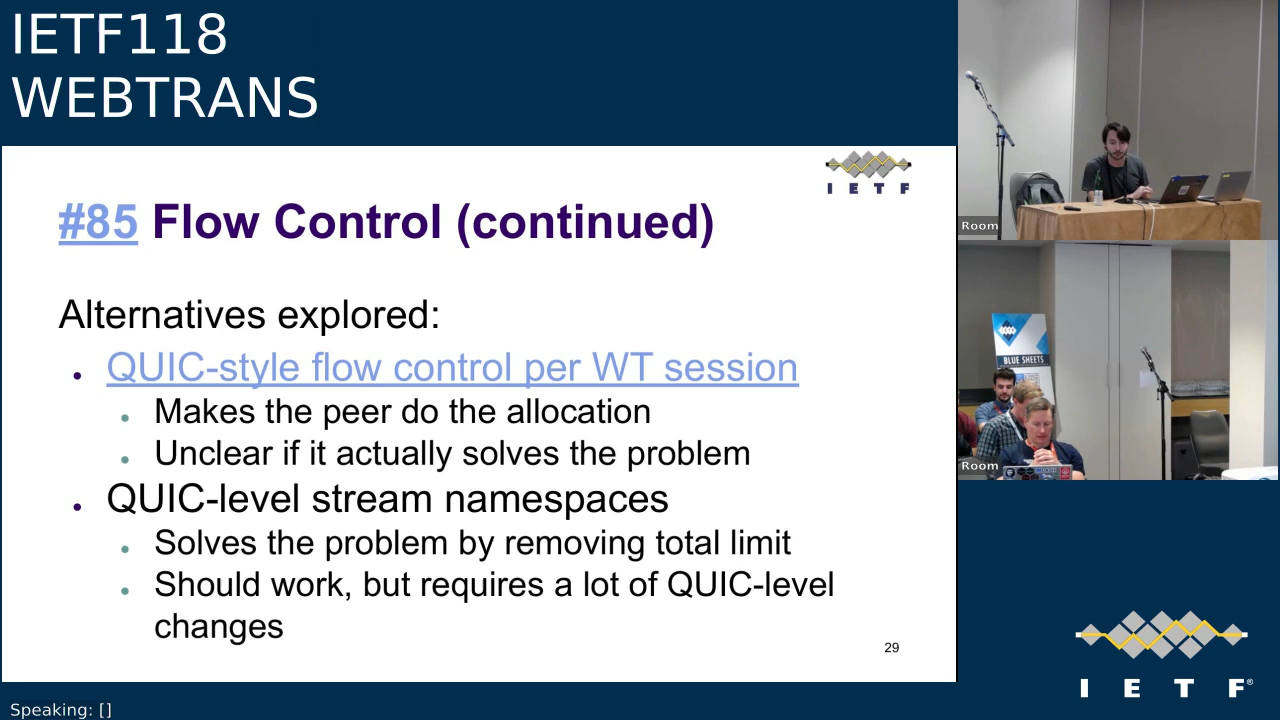 IETF118
WEBTRANS
I E T F
#85 Flow Control (continued)
Alternatives explored:
• QUIC-style flow control per WT session
• Makes the peer do the allocation
• Unclear if it actually solves the problem
• QUIC-level stream namespaces
• Solves the problem by removing total limit
• Should work, but requires a lot of QUIC-level
changes
29
Room
BLUE SHEETS
Room
I E T F®
Speaking: []